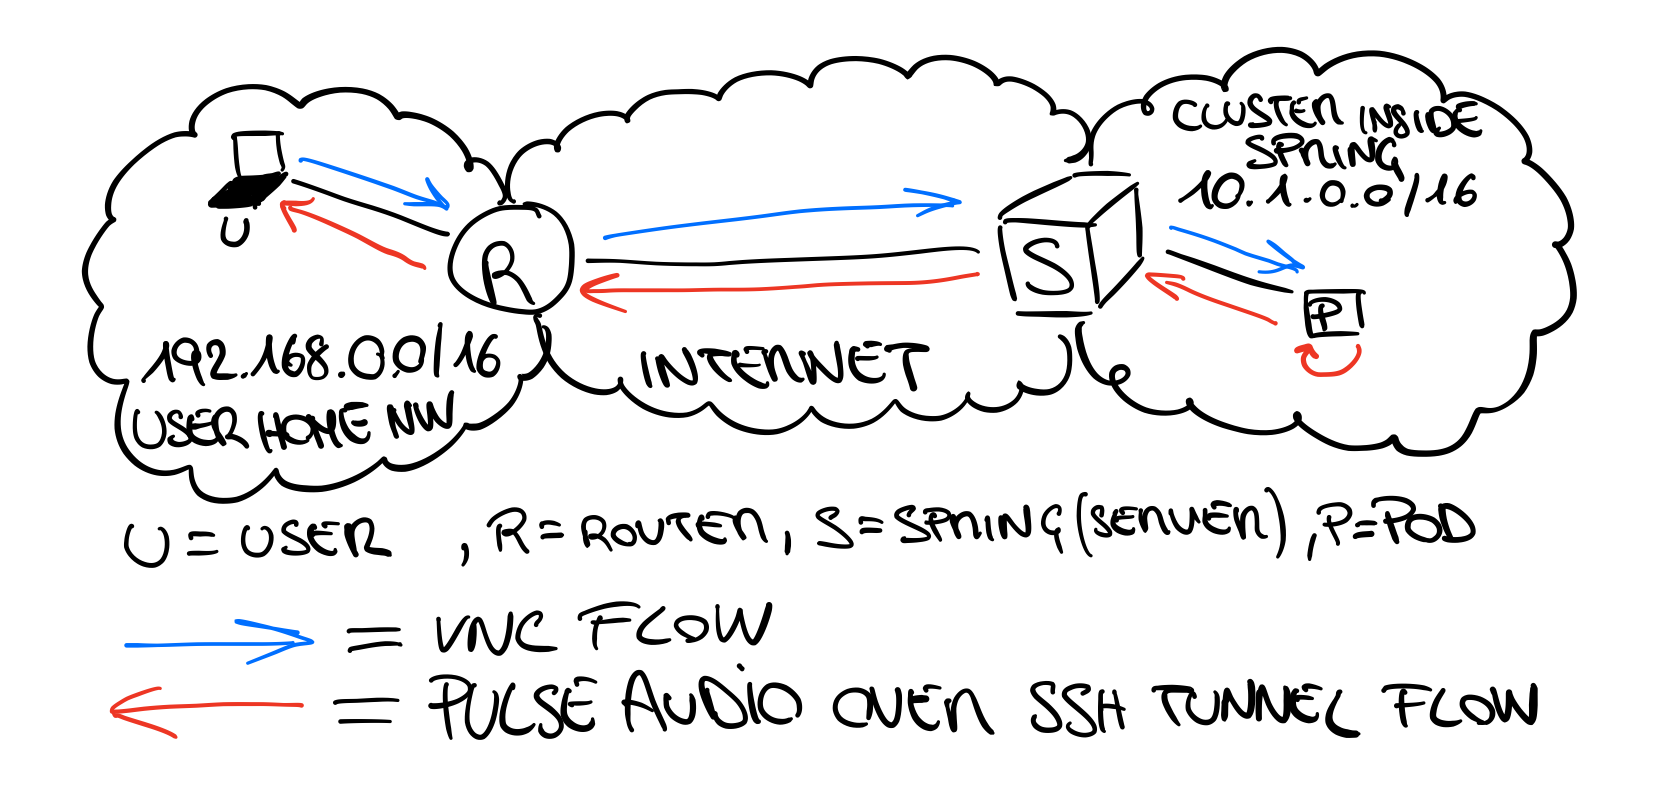 CLUSTER INSIDE
SPRING
10.1.0.0/16
U
R
S
P
192.168.0.0/16
USER HOME NW
INTERNET
U = USER , R = ROUTER, S = SPRING (SERVER), P=POD
= VNC FLOW
= PULSE AUDIO OVER SSH TUNNEL FLOW